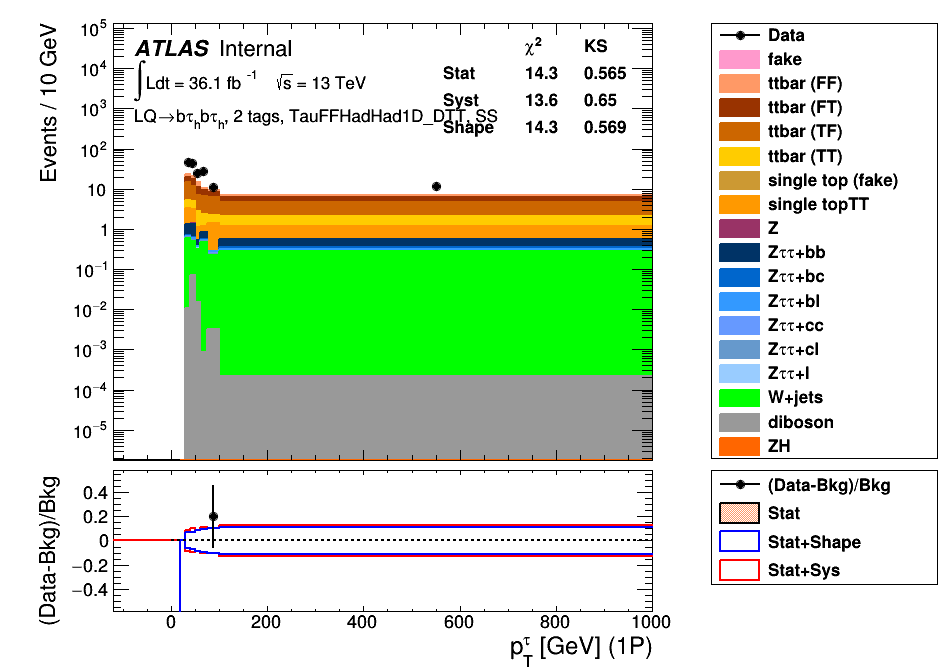 ATLAS Internal
∫Ldt = 36.1 fb⁻¹ √s = 13 TeV
LQ→bτₕbτₕ, 2 tags, TauFFHadHad1D_DTT, SS
χ² KS
Stat 14.3 0.565
Syst 13.6 0.65
Shape 14.3 0.569
Events / 10 GeV
10⁵
10⁴
10³
10²
10
1
10⁻¹
10⁻²
10⁻³
10⁻⁴
10⁻⁵
Data
fake
ttbar (FF)
ttbar (FT)
ttbar (TF)
ttbar (TT)
single top (fake)
single topTT
Z
Zττ+bb
Zττ+bc
Zττ+bl
Zττ+cc
Zττ+cl
Zττ+l
W+jets
diboson
ZH
(Data-Bkg)/Bkg
0.4
0.2
0
−0.2
−0.4
0 200 400 600 800 1000
p_T^τ [GeV] (1P)
(Data-Bkg)/Bkg
Stat
Stat+Shape
Stat+Sys